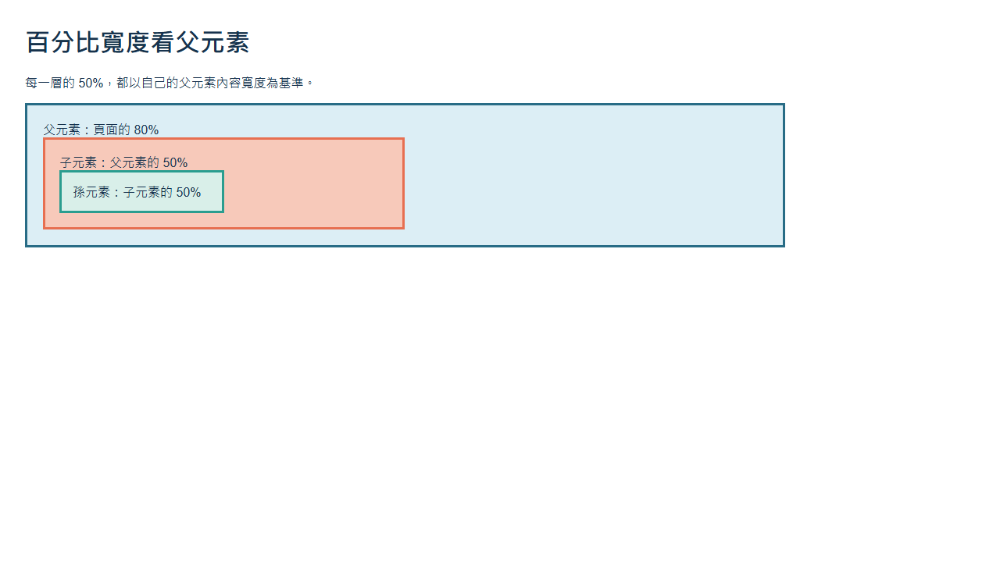 百分比寬度看父元素
每一層的 50%，都以自己的父元素內容寬度為基準。
父元素：頁面的 80%
子元素：父元素的 50%
孫元素：子元素的 50%